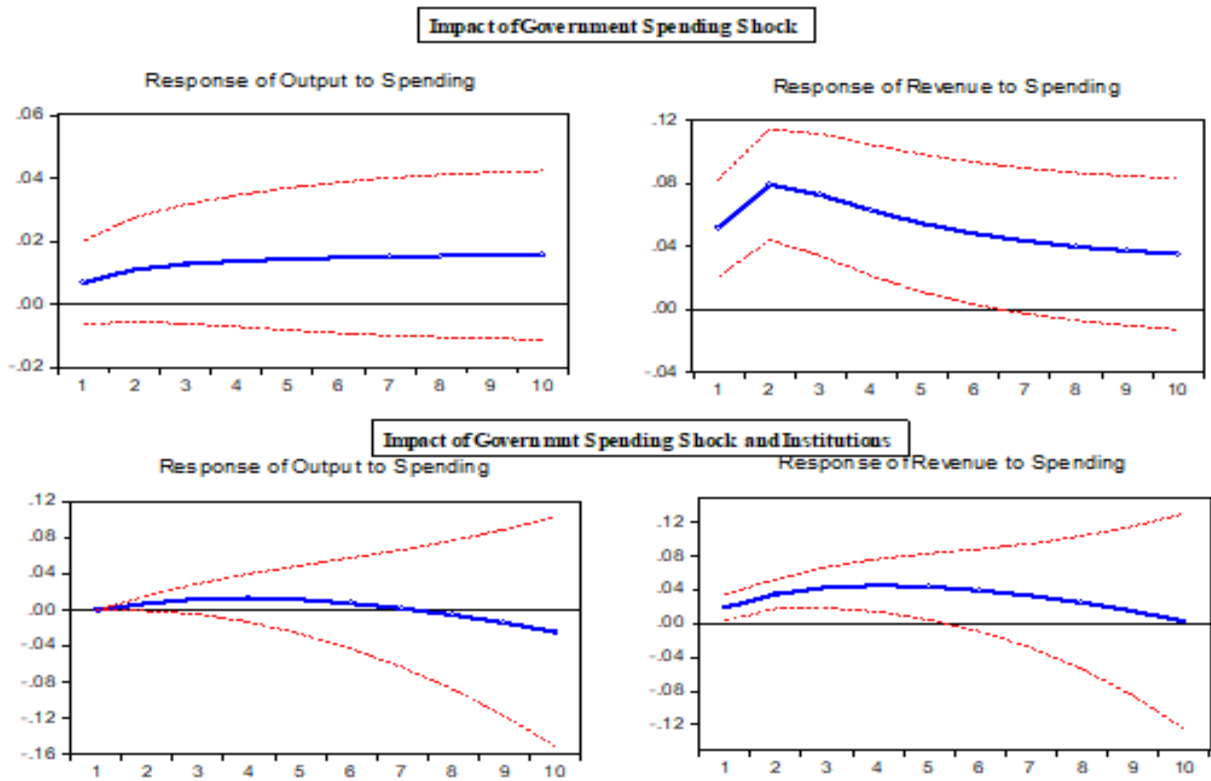 Impact of Government Spending Shock
Response of Output to Spending
.06
.04
.02
.00
-.02
1 2 3 4 5 6 7 8 9 10
Response of Revenue to Spending
.12
.08
.04
.00
-.04
1 2 3 4 5 6 7 8 9 10
Impact of Governmnt Spending Shock and Institutions
Response of Output to Spending
.12
.08
.04
.00
-.04
-.08
-.12
-.16
1 2 3 4 5 6 7 8 9 10
Response of Revenue to Spending
.12
.08
.04
.00
-.04
-.08
-.12
1 2 3 4 5 6 7 8 9 10